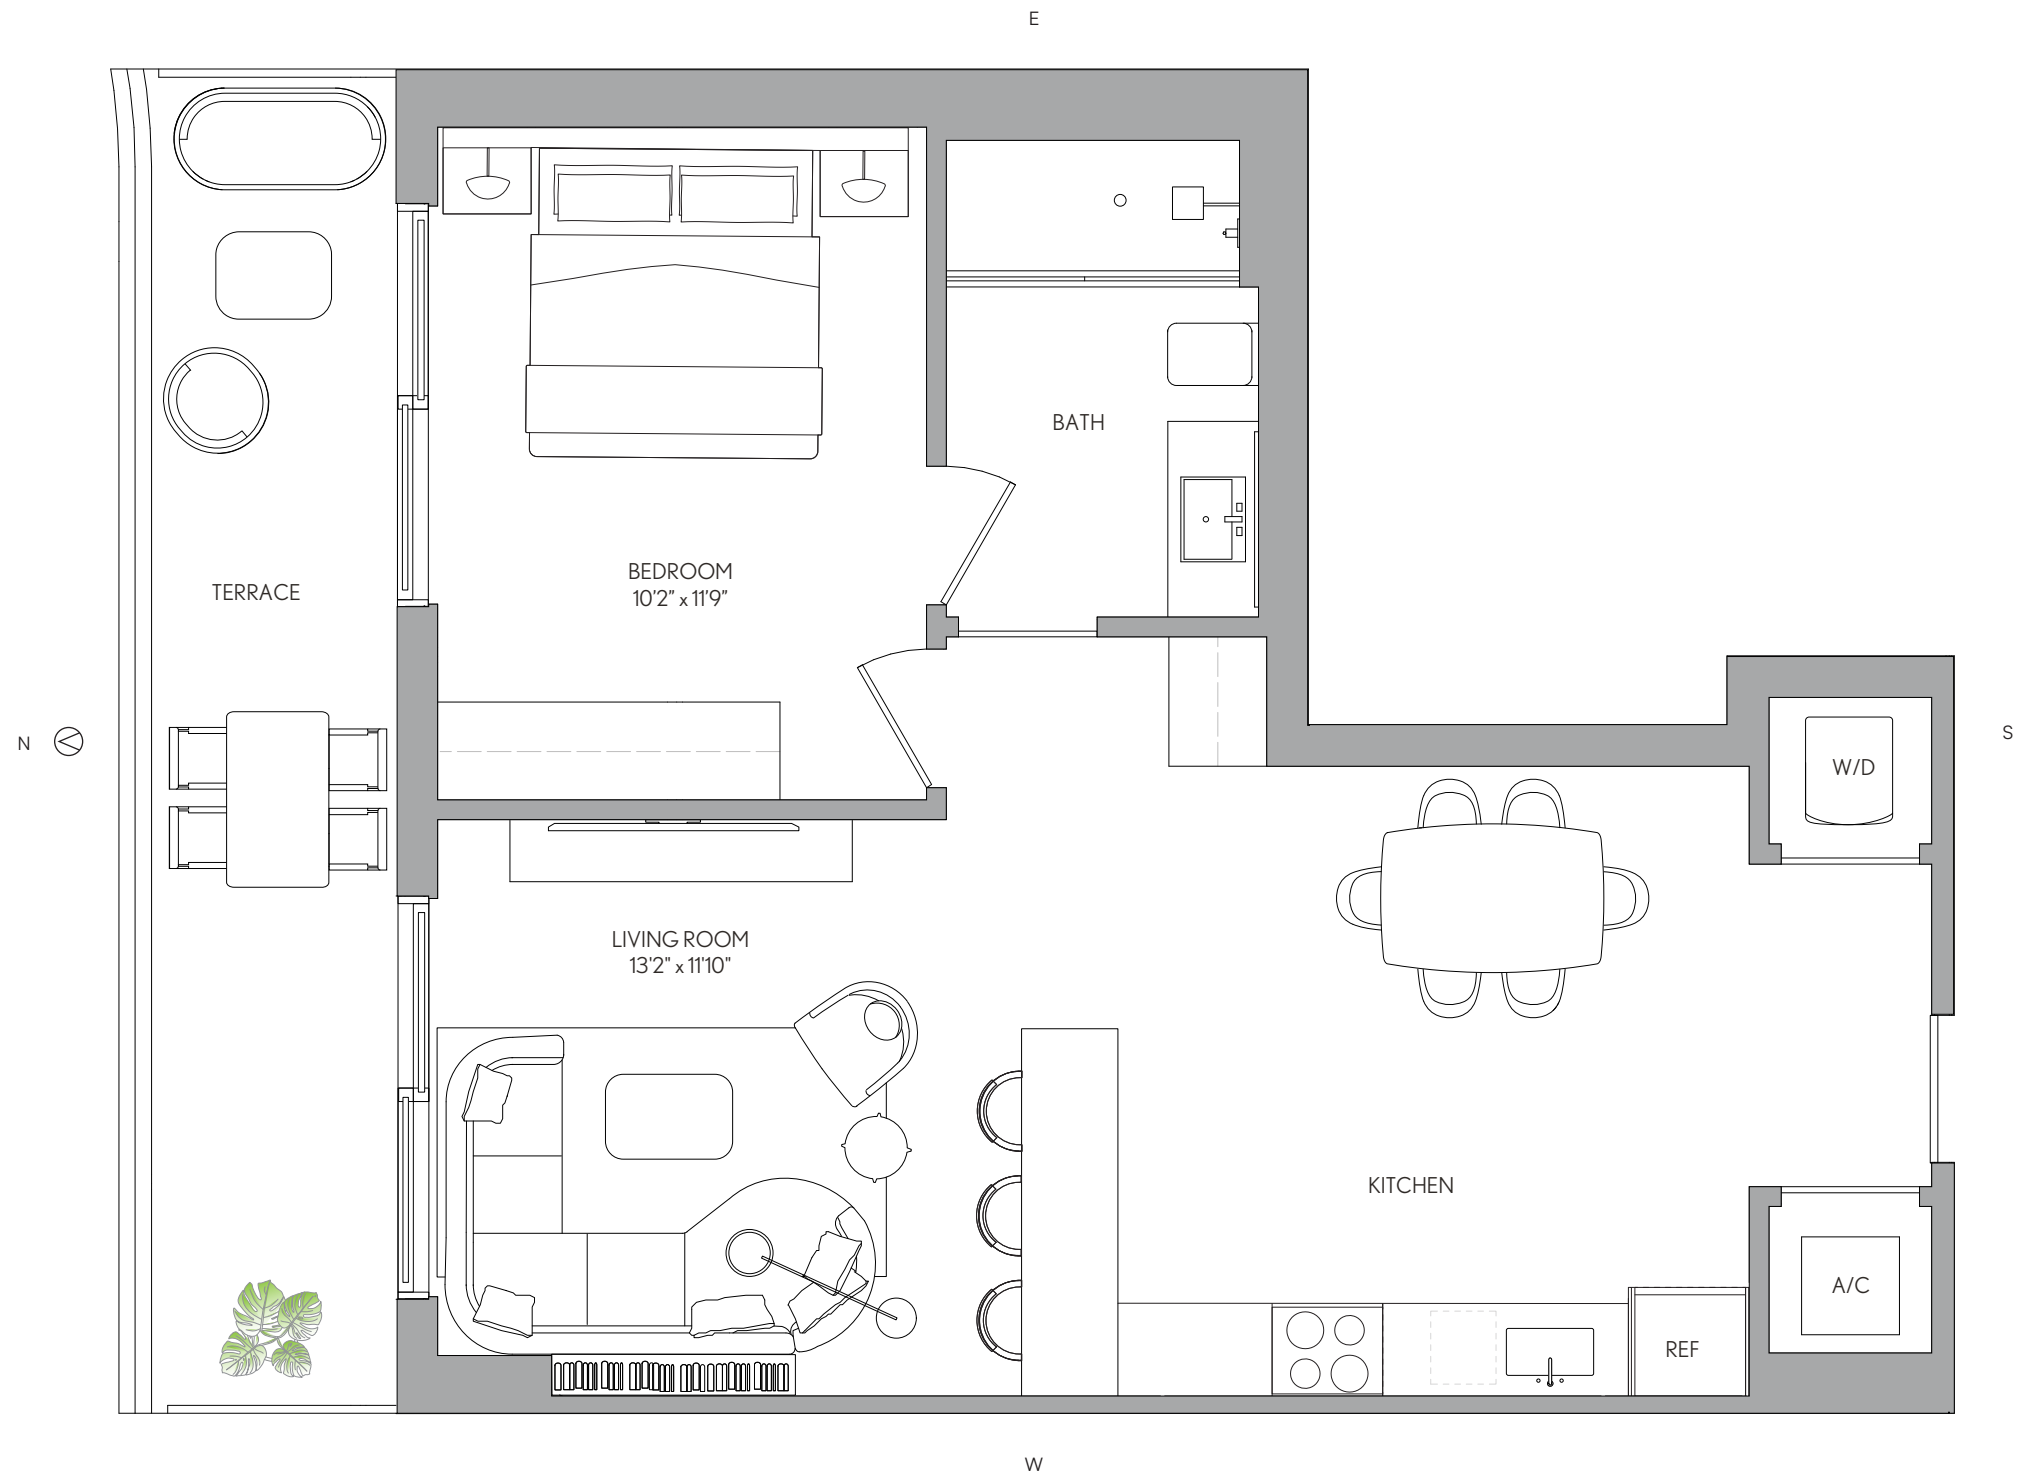 E
BATH
BEDROOM
10'2" x 11'9"
TERRACE
N
S
W/D
LIVING ROOM
13'2" x 11'10"
KITCHEN
A/C
REF
W